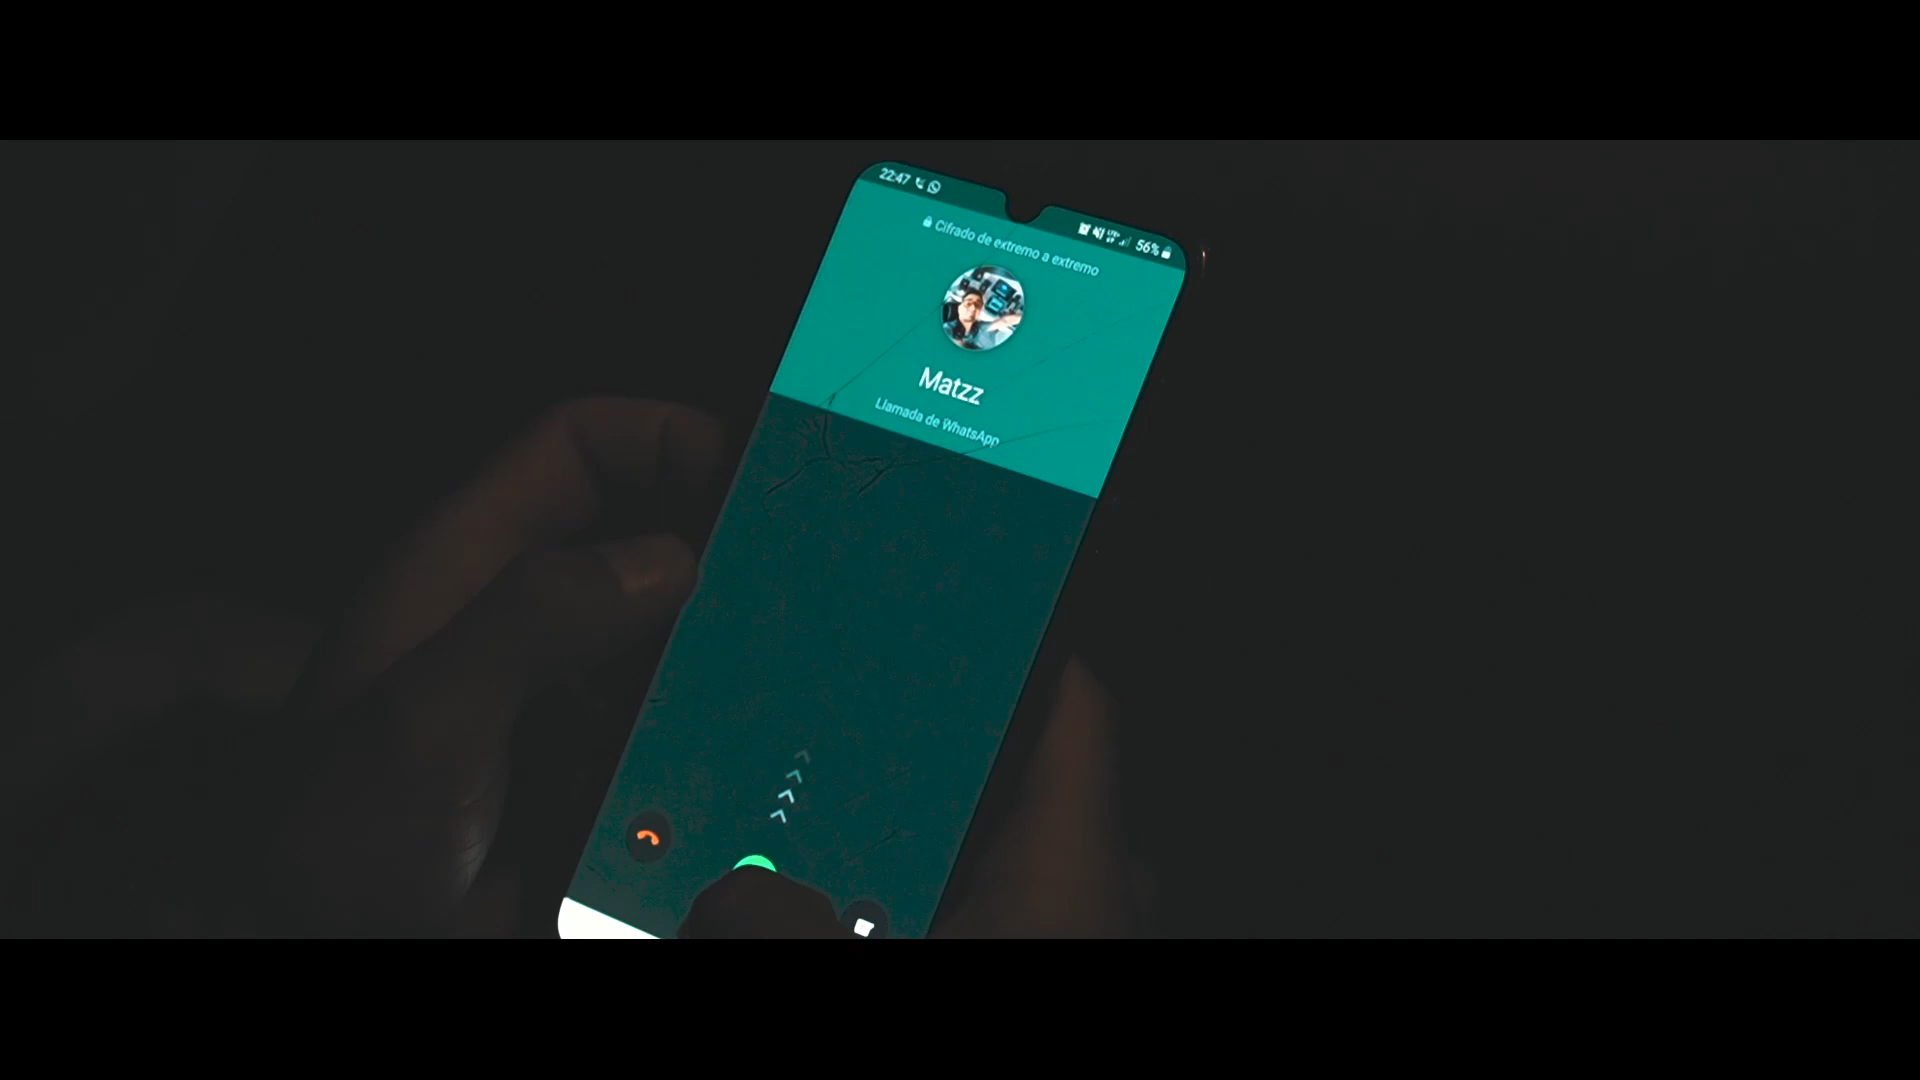 22:47
56%
Cifrado de extremo a extremo
Matzz
Llamada de WhatsApp